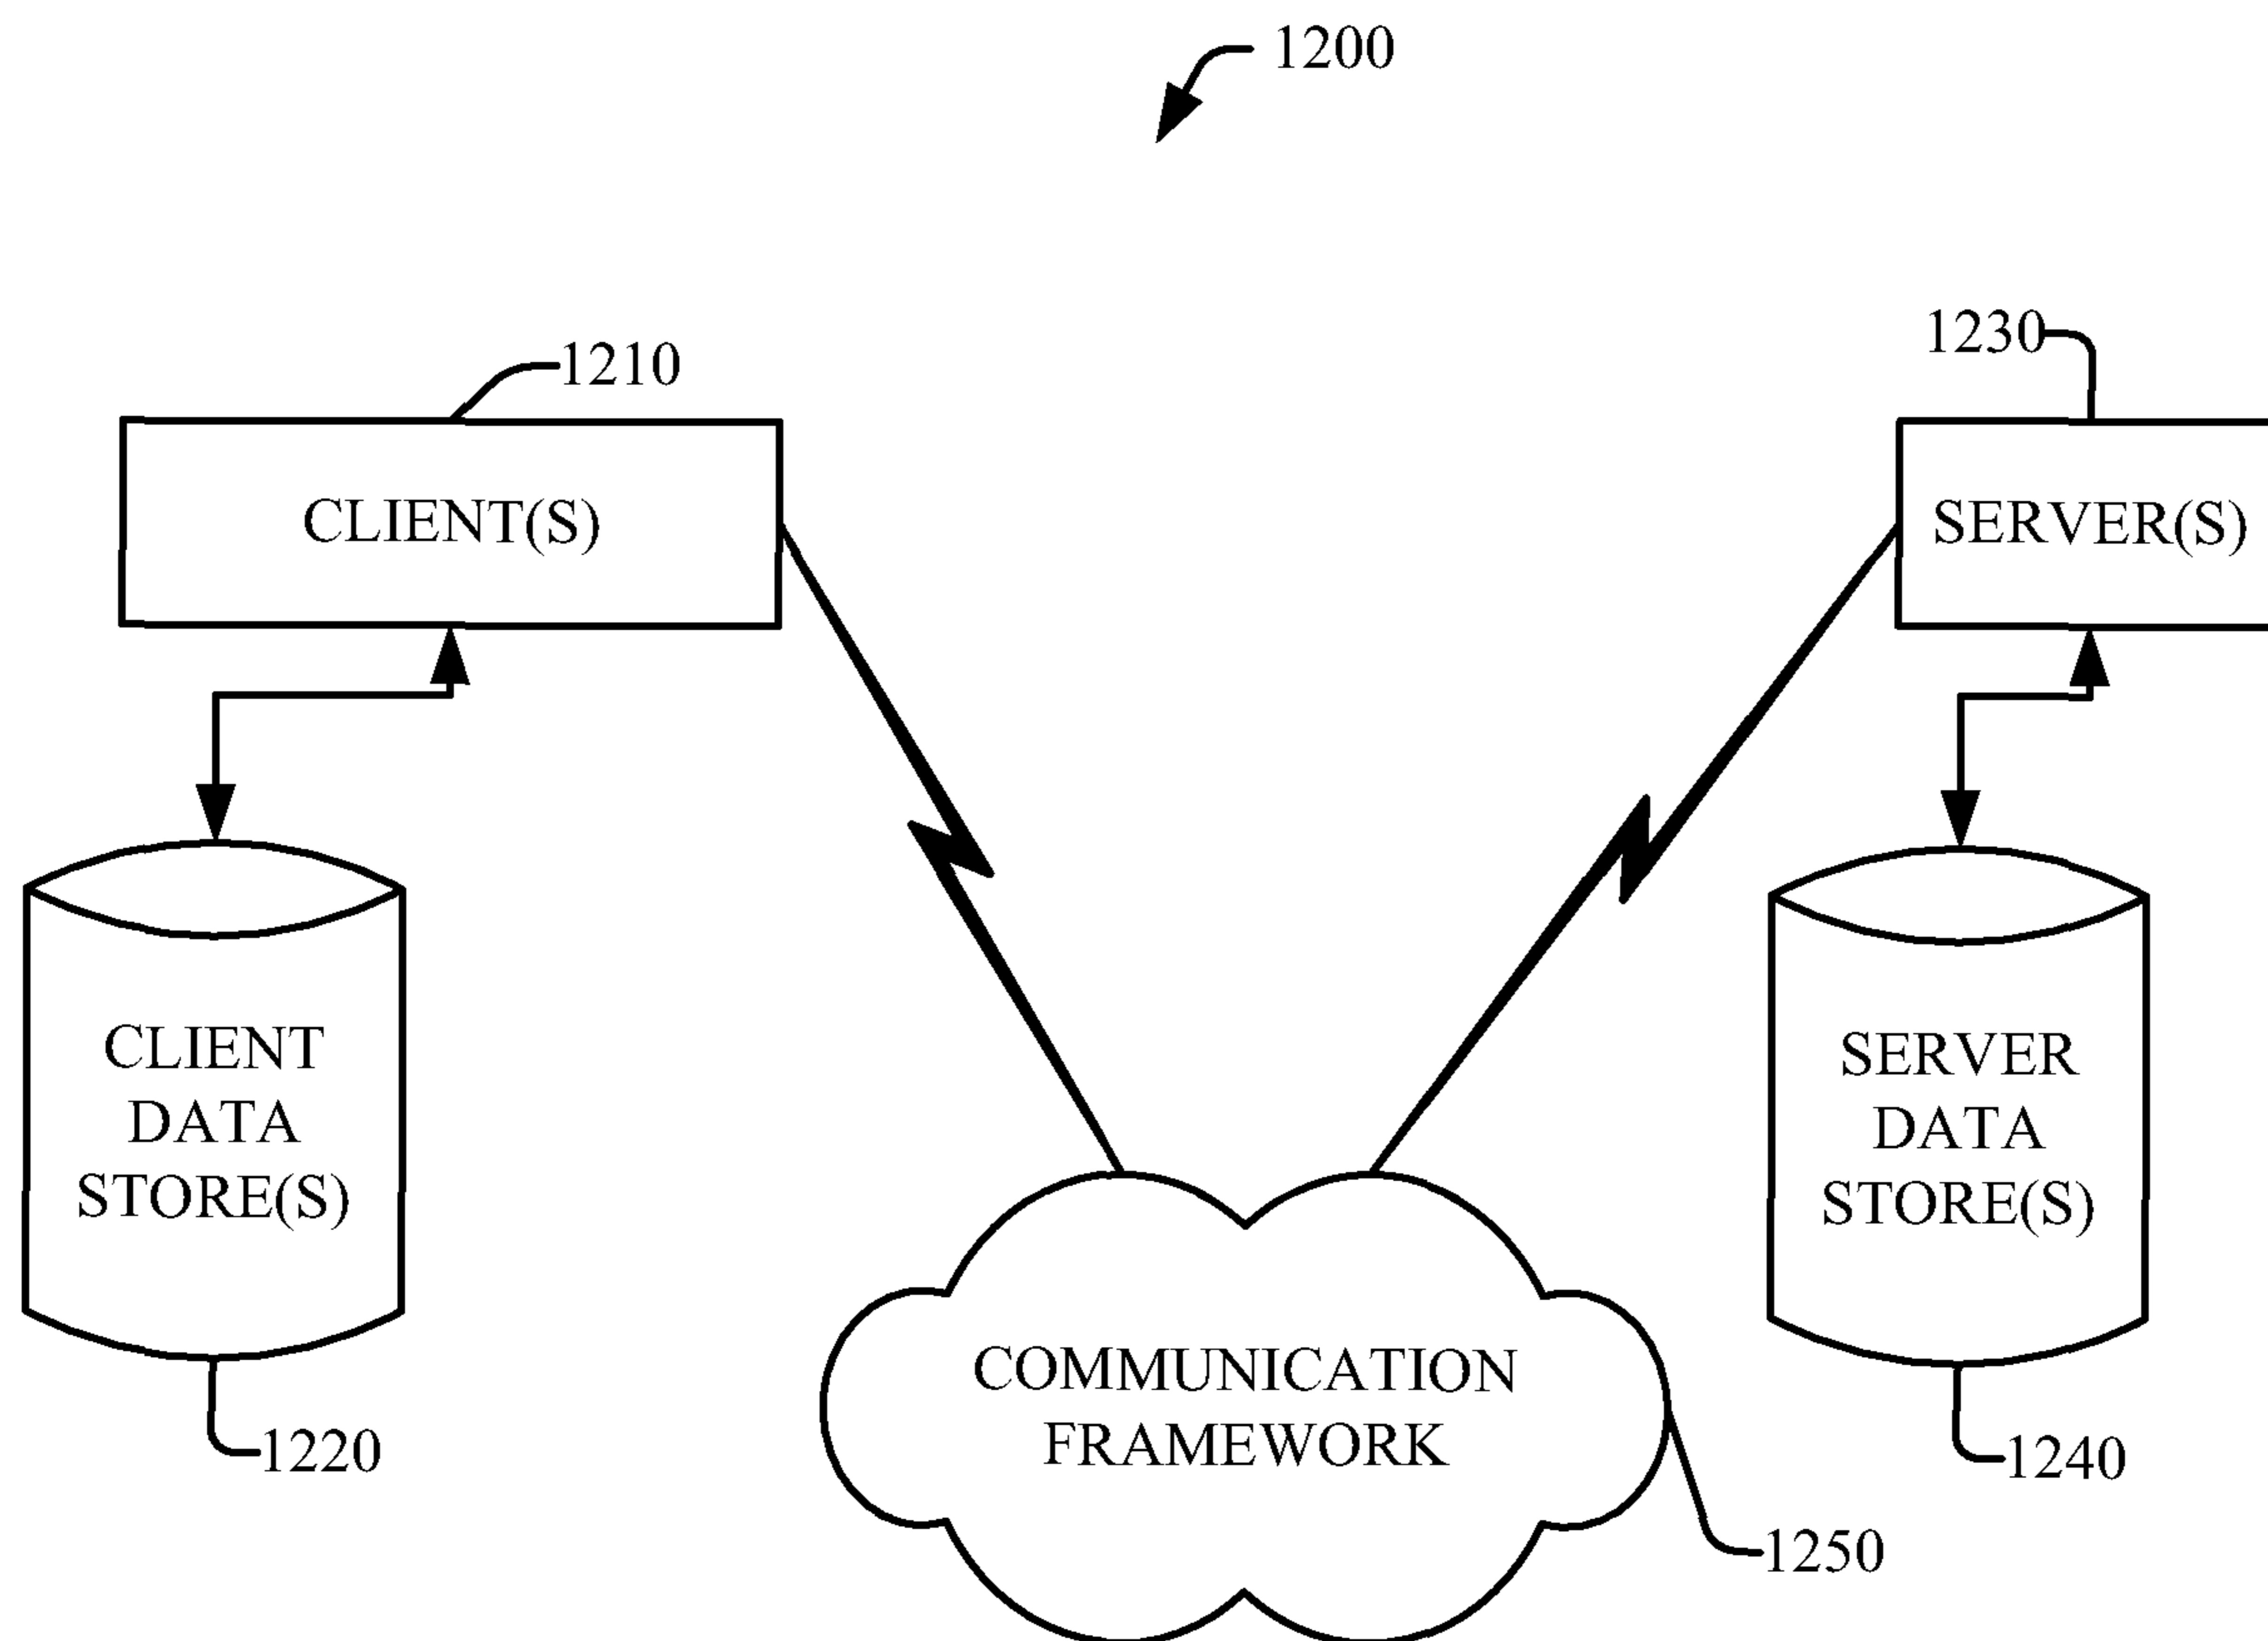 1200
1210
1230
CLIENT(S)
SERVER(S)
CLIENT
DATA
STORE(S)
SERVER
DATA
STORE(S)
COMMUNICATION
FRAMEWORK
1220
1240
1250